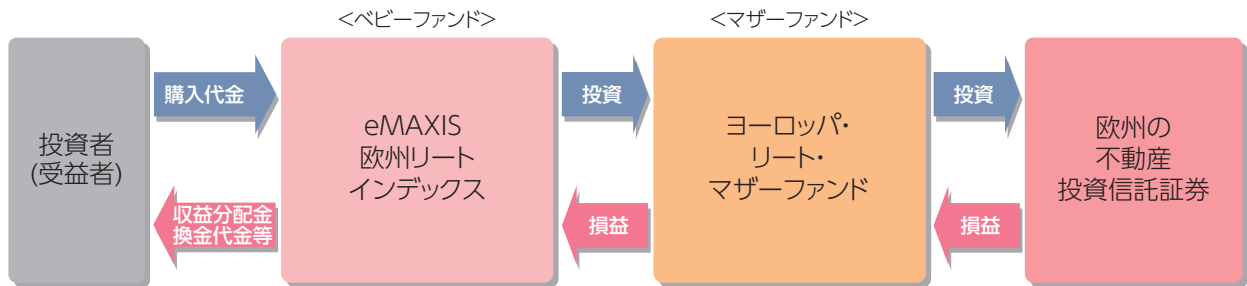 <ベビーファンド>
<マザーファンド>
投資者
(受益者)
購入代金
収益分配金
換金代金等
eMAXIS
欧州リート
インデックス
投資
損益
ヨーロッパ・
リート・
マザーファンド
投資
損益
欧州の
不動産
投資信託証券